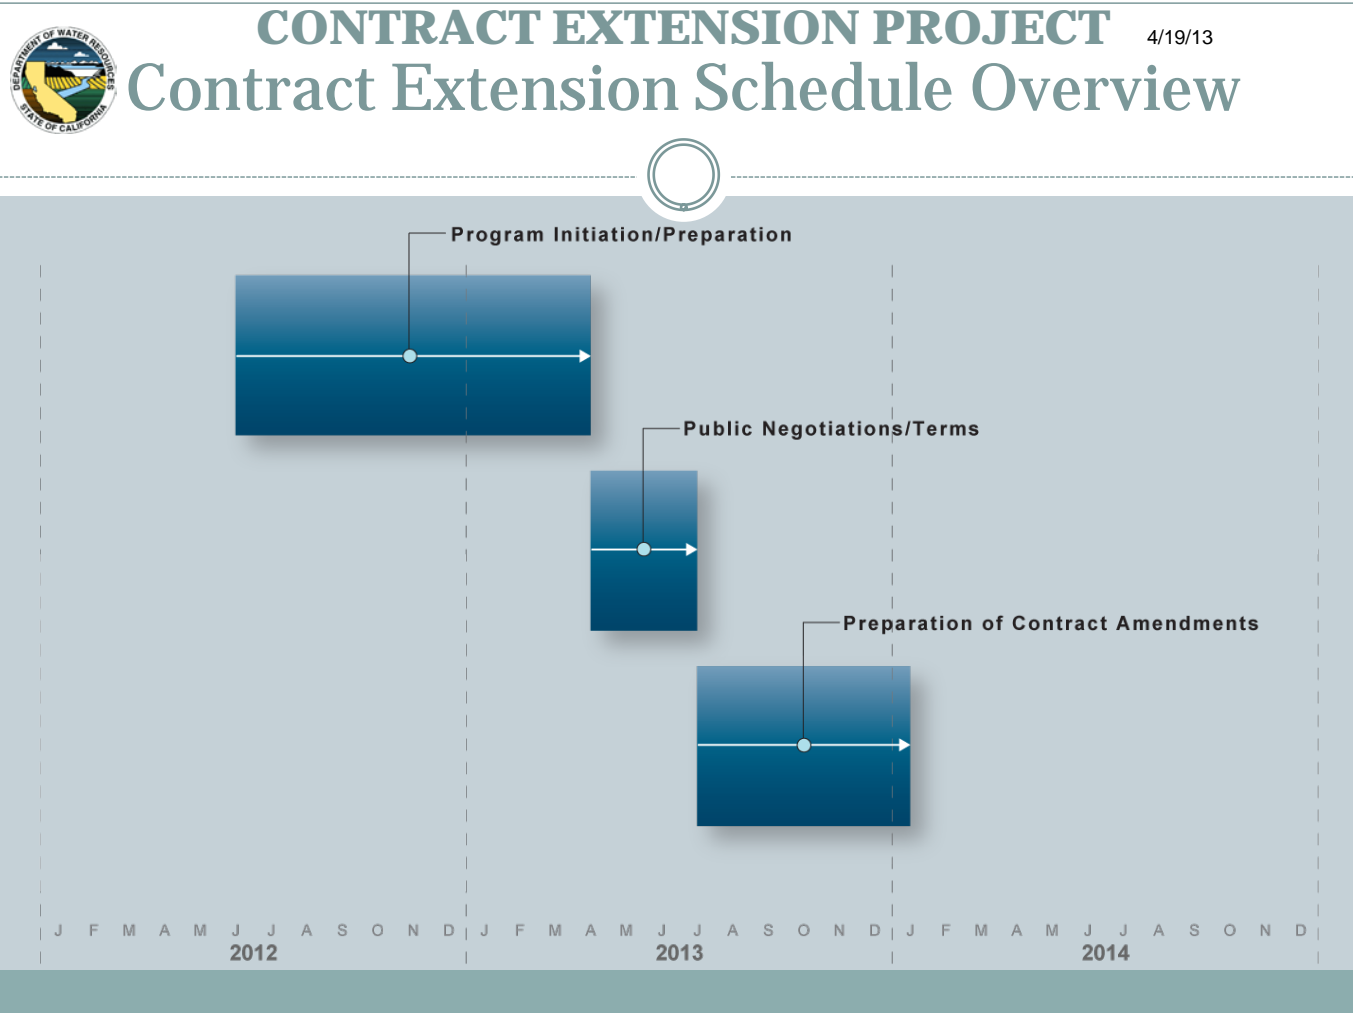 CONTRACT EXTENSION PROJECT
4/19/13
Contract Extension Schedule Overview
DEPARTMENT OF WATER RESOURCES
STATE OF CALIFORNIA
Program Initiation/Preparation
Public Negotiations/Terms
Preparation of Contract Amendments
J F M A M J J A S O N D J F M A M J J A S O N D J F M A M J J A S O N D
2012 2013 2014